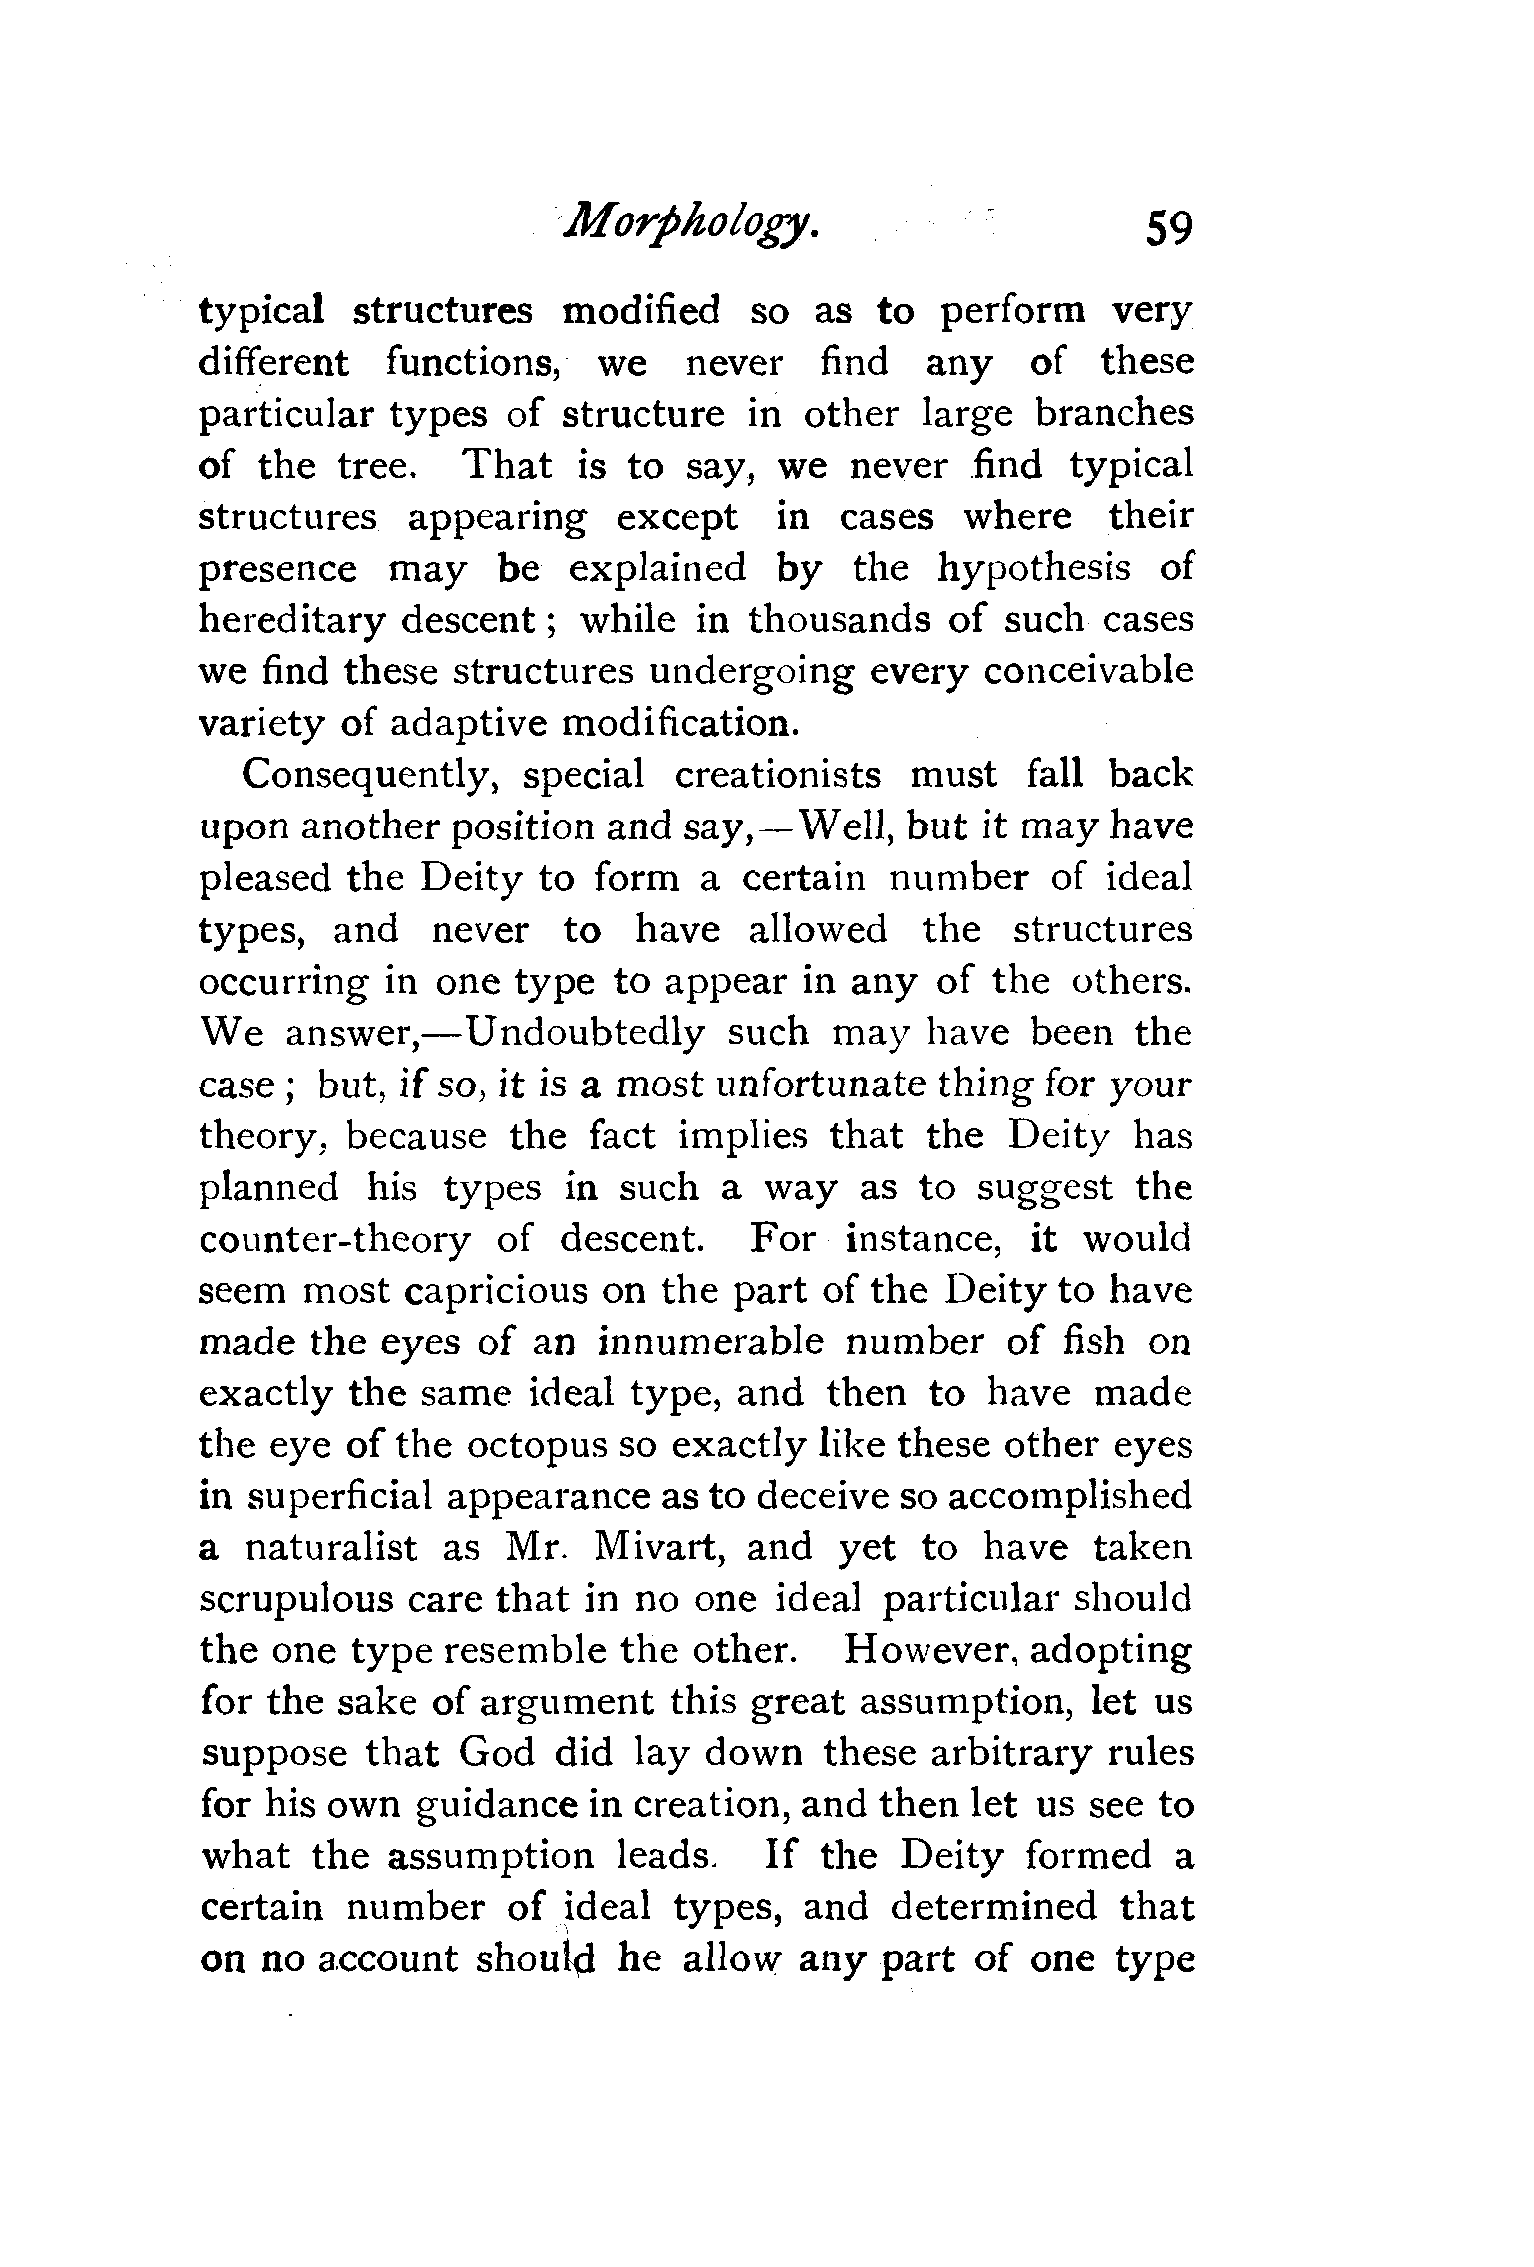 Morphology. 59
typical structures modified so as to perform very
different functions, we never find any of these
particular types of structure in other large branches
of the tree. That is to say, we never find typical
structures appearing except in cases where their
presence may be explained by the hypothesis of
hereditary descent ; while in thousands of such cases
we find these structures undergoing every conceivable
variety of adaptive modification.
Consequently, special creationists must fall back
upon another position and say,—Well, but it may have
pleased the Deity to form a certain number of ideal
types, and never to have allowed the structures
occurring in one type to appear in any of the others.
We answer,—Undoubtedly such may have been the
case ; but, if so, it is a most unfortunate thing for your
theory, because the fact implies that the Deity has
planned his types in such a way as to suggest the
counter-theory of descent. For instance, it would
seem most capricious on the part of the Deity to have
made the eyes of an innumerable number of fish on
exactly the same ideal type, and then to have made
the eye of the octopus so exactly like these other eyes
in superficial appearance as to deceive so accomplished
a naturalist as Mr. Mivart, and yet to have taken
scrupulous care that in no one ideal particular should
the one type resemble the other. However, adopting
for the sake of argument this great assumption, let us
suppose that God did lay down these arbitrary rules
for his own guidance in creation, and then let us see to
what the assumption leads. If the Deity formed a
certain number of ideal types, and determined that
on no account should he allow any part of one type